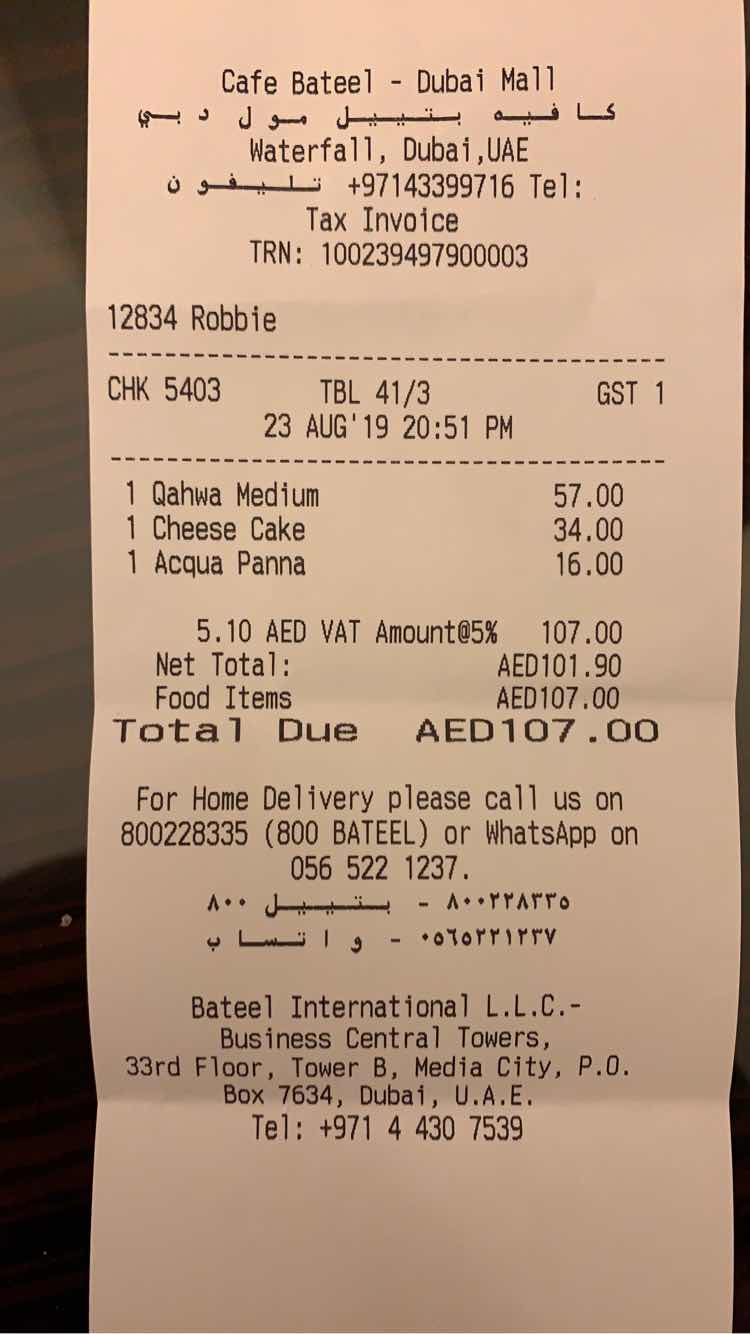 Cafe Bateel - Dubai Mall
كافيه بتييل مول دبي
Waterfall, Dubai,UAE
تليفون +97143399716 Tel:
Tax Invoice
TRN: 100239497900003
12834 Robbie
CHK 5403 TBL 41/3 GST 1
23 AUG'19 20:51 PM
1 Qahwa Medium 57.00
1 Cheese Cake 34.00
1 Acqua Panna 16.00
5.10 AED VAT Amount@5% 107.00
Net Total: AED101.90
Food Items AED107.00
Total Due AED107.00
For Home Delivery please call us on
800228335 (800 BATEEL) or WhatsApp on
056 522 1237.
٨٠٠٢٢٨٣٣٥ - بتييل ٨٠٠
٠٥٦٥٢٢١٢٣٧ - واتساب
Bateel International L.L.C.-
Business Central Towers,
33rd Floor, Tower B, Media City, P.O.
Box 7634, Dubai, U.A.E.
Tel: +971 4 430 7539